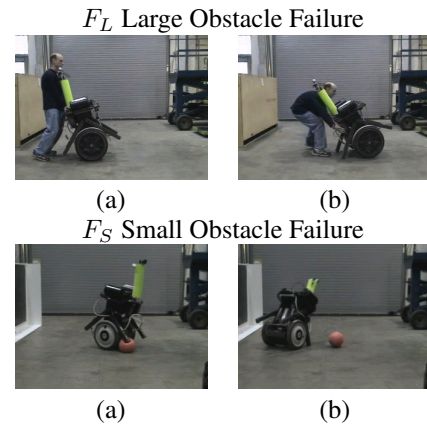 F_L Large Obstacle Failure
(a) (b)
F_S Small Obstacle Failure
(a) (b)